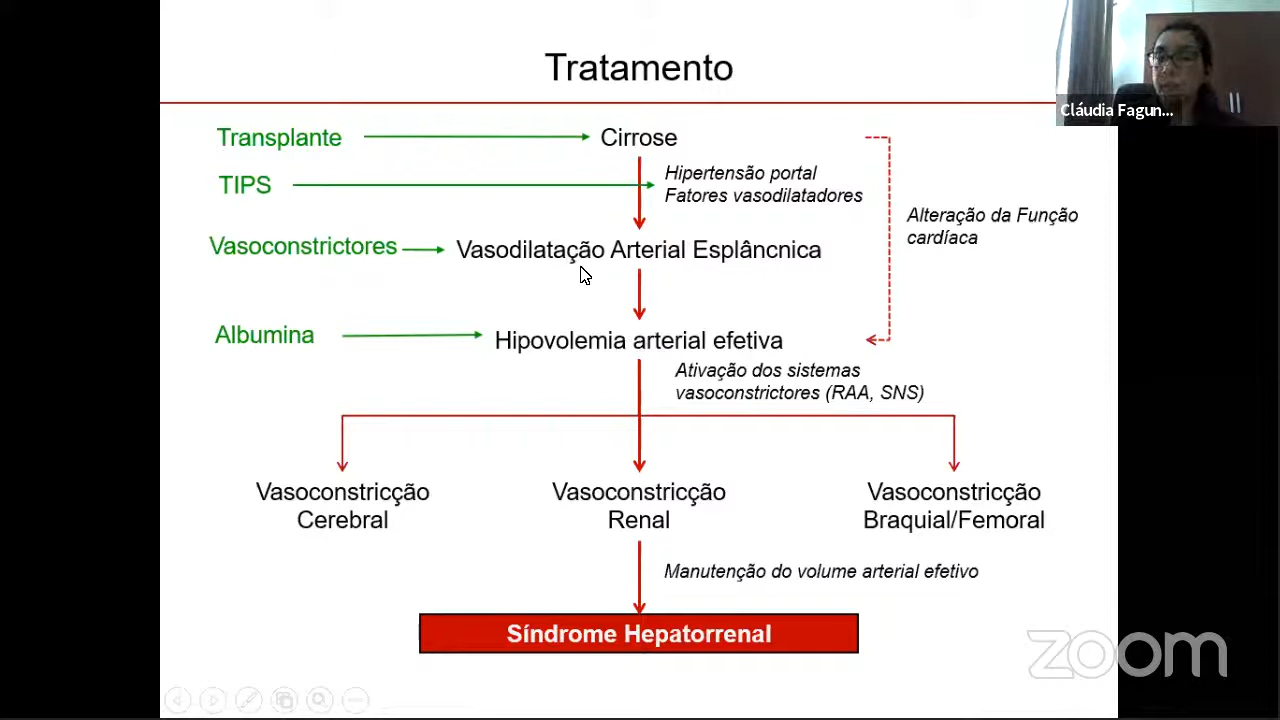 Tratamento
Cláudia Fagun...
Transplante
Cirrose
TIPS
Hipertensão portal
Fatores vasodilatadores
Alteração da Função
cardíaca
Vasoconstrictores
Vasodilatação Arterial Esplâncnica
Albumina
Hipovolemia arterial efetiva
Ativação dos sistemas
vasoconstrictores (RAA, SNS)
Vasoconstricção
Cerebral
Vasoconstricção
Renal
Vasoconstricção
Braquial/Femoral
Manutenção do volume arterial efetivo
Síndrome Hepatorrenal
zoom